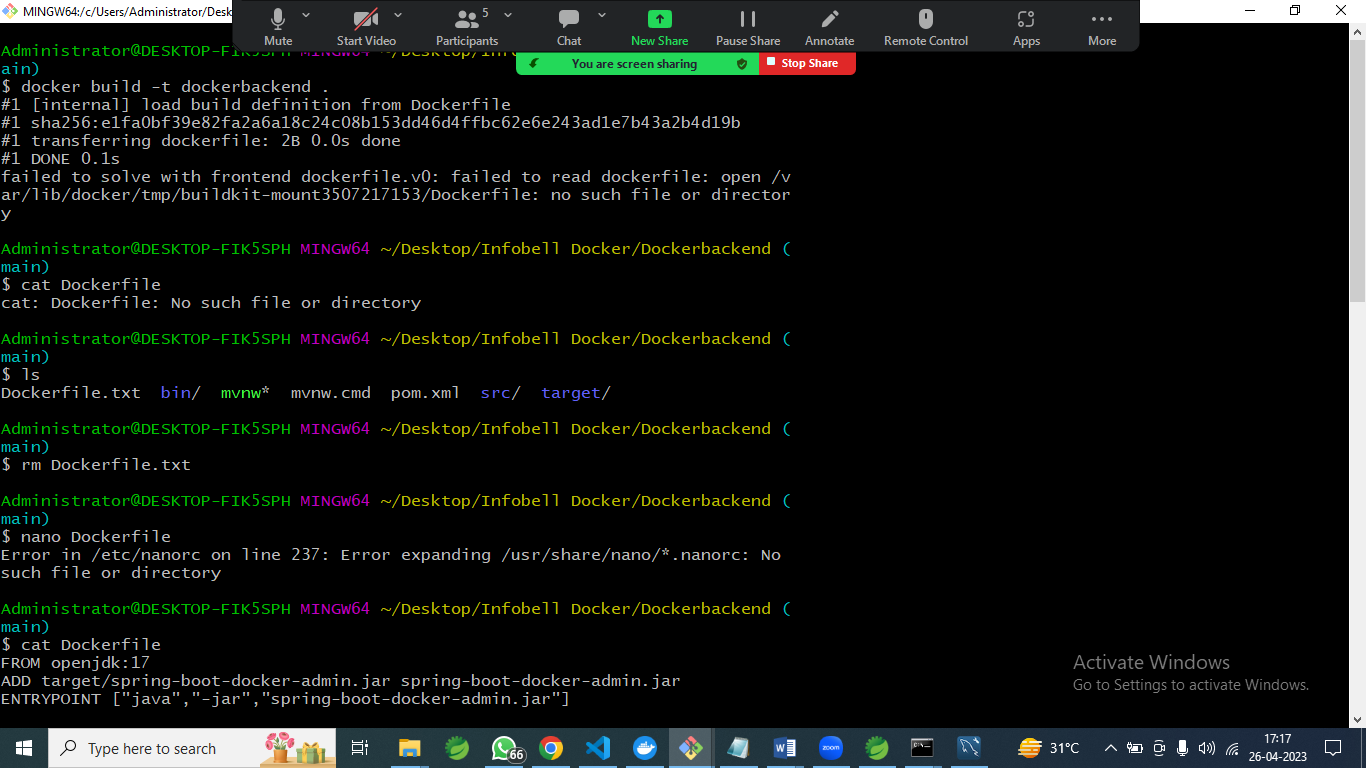 MINGW64:/c/Users/Administrator/Desk
Mute
Start Video
5
Participants
Chat
New Share
Pause Share
Annotate
Remote Control
Apps
More
You are screen sharing
Stop Share
Administrator@DESKTOP-FIK5SPH MINGW64 ~/Desktop/Infobell
ain)
$ docker build -t dockerbackend .
#1 [internal] load build definition from Dockerfile
#1 sha256:e1fa0bf39e82fa2a6a18c24c08b153dd46d4ffbc62e6e243ad1e7b43a2b4d19b
#1 transferring dockerfile: 2B 0.0s done
#1 DONE 0.1s
failed to solve with frontend dockerfile.v0: failed to read dockerfile: open /v
ar/lib/docker/tmp/buildkit-mount3507217153/Dockerfile: no such file or director
y
Administrator@DESKTOP-FIK5SPH MINGW64 ~/Desktop/Infobell Docker/Dockerbackend (
main)
$ cat Dockerfile
cat: Dockerfile: No such file or directory
Administrator@DESKTOP-FIK5SPH MINGW64 ~/Desktop/Infobell Docker/Dockerbackend (
main)
$ ls
Dockerfile.txt bin/ mvnw* mvnw.cmd pom.xml src/ target/
Administrator@DESKTOP-FIK5SPH MINGW64 ~/Desktop/Infobell Docker/Dockerbackend (
main)
$ rm Dockerfile.txt
Administrator@DESKTOP-FIK5SPH MINGW64 ~/Desktop/Infobell Docker/Dockerbackend (
main)
$ nano Dockerfile
Error in /etc/nanorc on line 237: Error expanding /usr/share/nano/*.nanorc: No
such file or directory
Administrator@DESKTOP-FIK5SPH MINGW64 ~/Desktop/Infobell Docker/Dockerbackend (
main)
$ cat Dockerfile
FROM openjdk:17
ADD target/spring-boot-docker-admin.jar spring-boot-docker-admin.jar
ENTRYPOINT ["java","-jar","spring-boot-docker-admin.jar"]
Activate Windows
Go to Settings to activate Windows.
Type here to search
66
zoom
31°C
17:17
26-04-2023